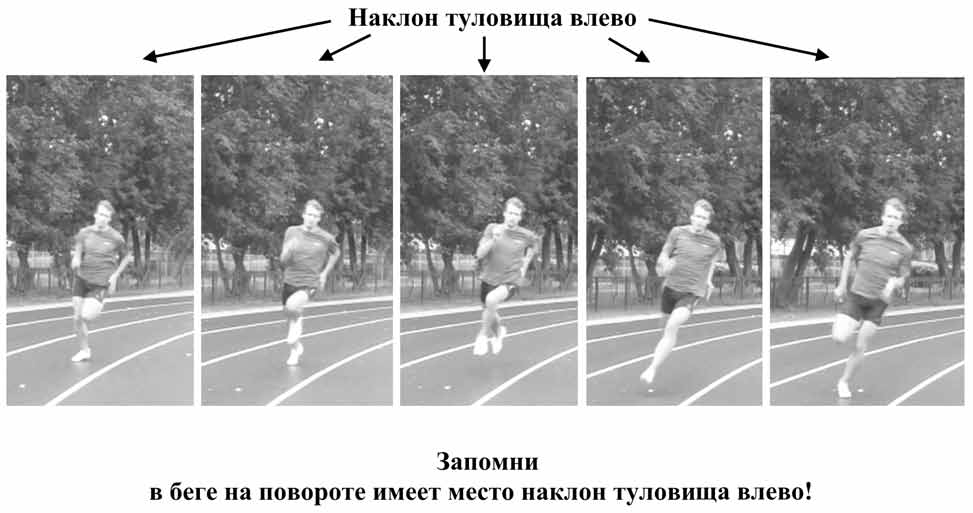 Наклон туловища влево
Запомни
в беге на повороте имеет место наклон туловища влево!